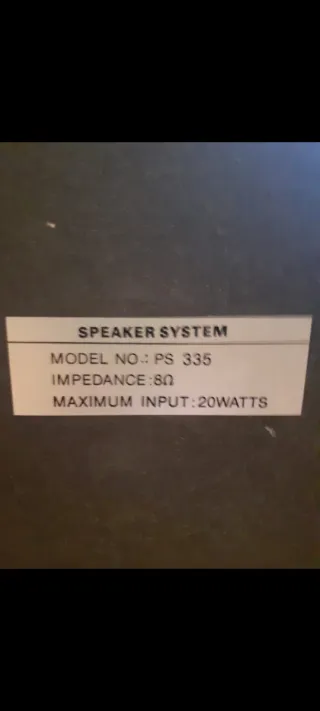 SPEAKER SYSTEM
MODEL NO.: PS 335
IMPEDANCE:8Ω
MAXIMUM INPUT:20WATTS